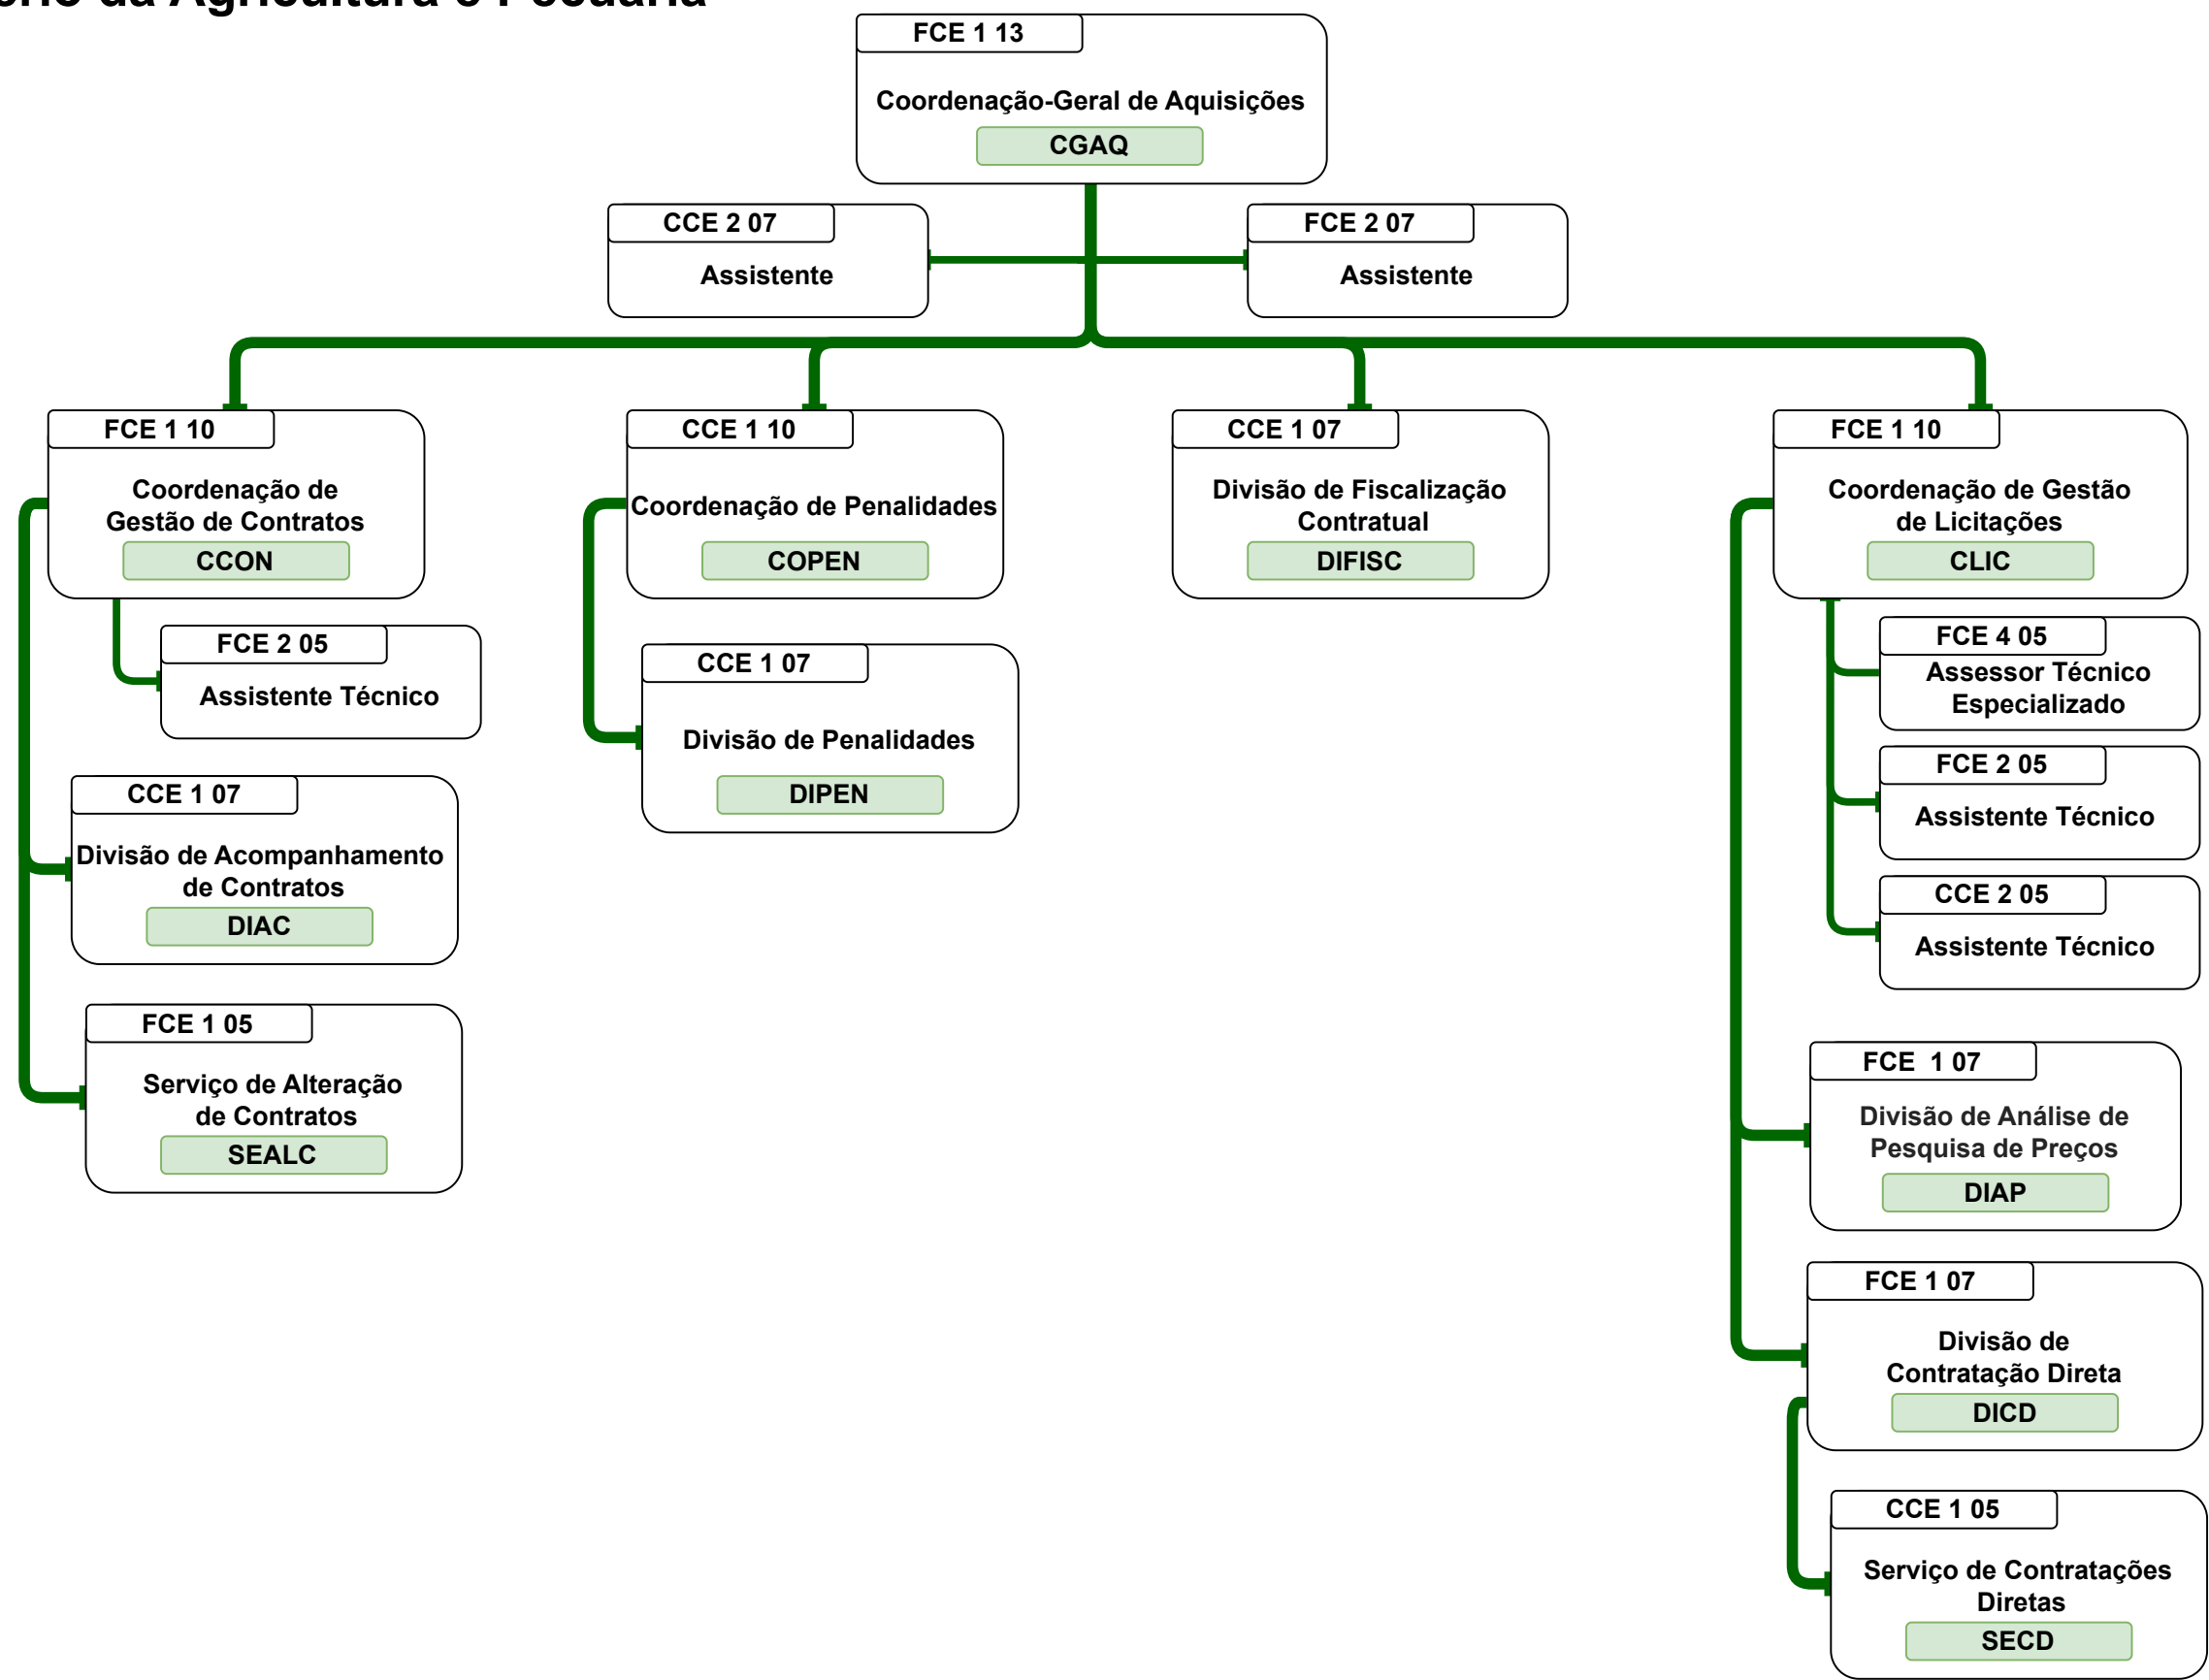 da Agricultura e Pecuária
FCE 1 13
Coordenação-Geral de Aquisições
CGAQ
CCE 2 07
Assistente
FCE 2 07
Assistente
FCE 1 10
Coordenação de
Gestão de Contratos
CCON
FCE 2 05
Assistente Técnico
CCE 1 07
Divisão de Acompanhamento
de Contratos
DIAC
FCE 1 05
Serviço de Alteração
de Contratos
SEALC
CCE 1 10
Coordenação de Penalidades
COPEN
CCE 1 07
Divisão de Penalidades
DIPEN
CCE 1 07
Divisão de Fiscalização
Contratual
DIFISC
FCE 1 10
Coordenação de Gestão
de Licitações
CLIC
FCE 4 05
Assessor Técnico
Especializado
FCE 2 05
Assistente Técnico
CCE 2 05
Assistente Técnico
FCE 1 07
Divisão de Análise de
Pesquisa de Preços
DIAP
FCE 1 07
Divisão de
Contratação Direta
DICD
CCE 1 05
Serviço de Contratações
Diretas
SECD